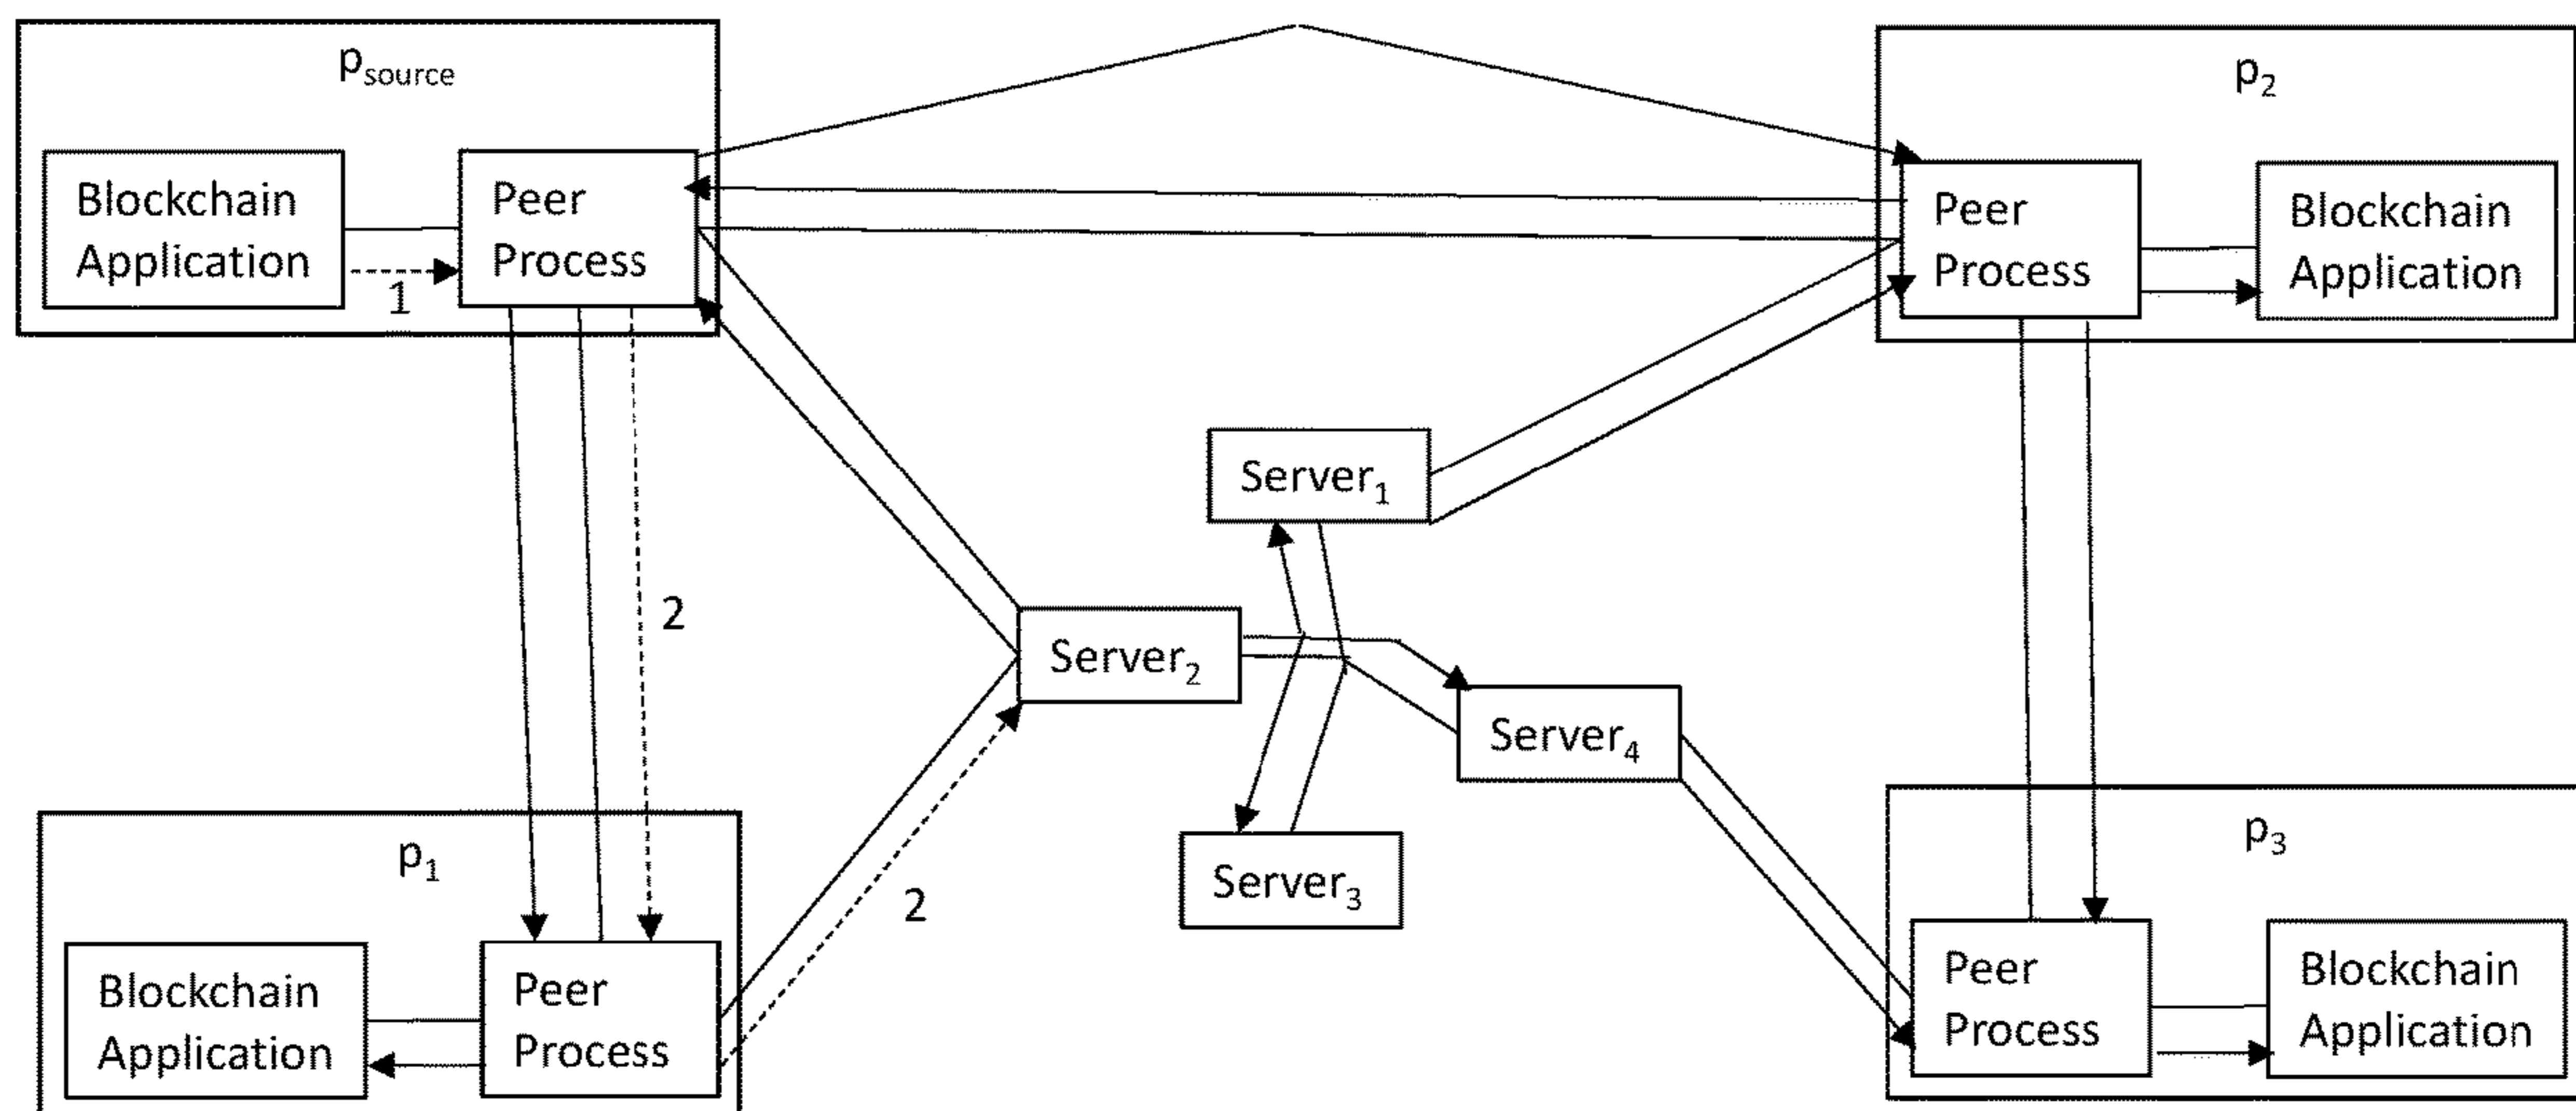 p_source
Blockchain
Application
1
Peer
Process
p_2
Peer
Process
Blockchain
Application
Server_1
2
Server_2
Server_4
Server_3
2
p_1
Blockchain
Application
Peer
Process
p_3
Peer
Process
Blockchain
Application